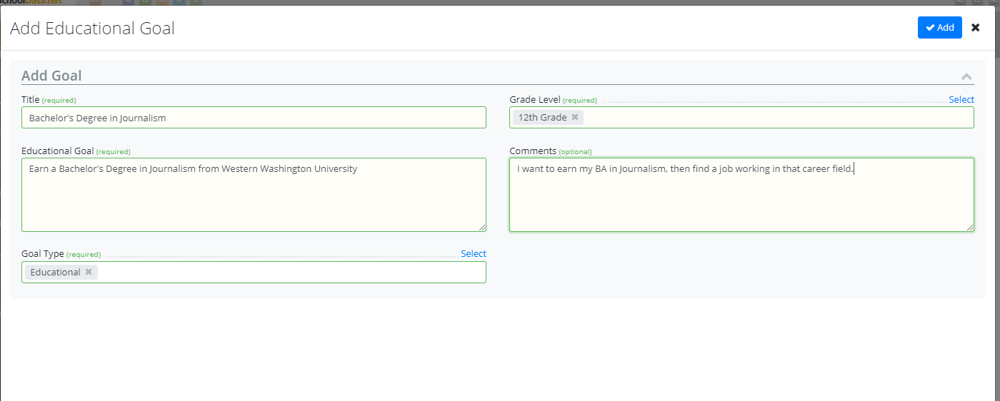 Data.net
Add Educational Goal
Add
Add Goal
Title (required)
Bachelor's Degree in Journalism
Grade Level (required)
Select
12th Grade
Educational Goal (required)
Earn a Bachelor's Degree in Journalism from Western Washington University
Comments (optional)
I want to earn my BA in Journalism, then find a job working in that career field.
Goal Type (required)
Select
Educational